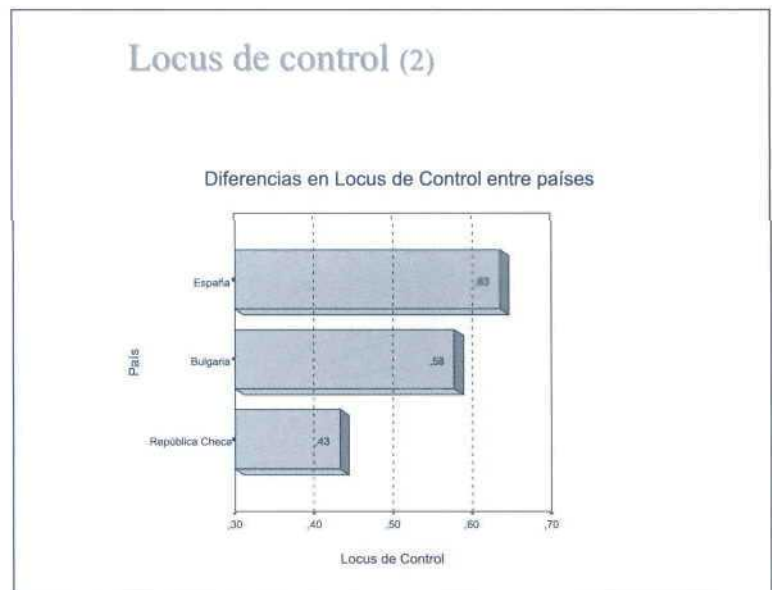 Locus de control (2)
Diferencias en Locus de Control entre países
España
,63
Bulgaria
,58
País
República Checa
,43
,30 ,40 ,50 ,60 ,70
Locus de Control